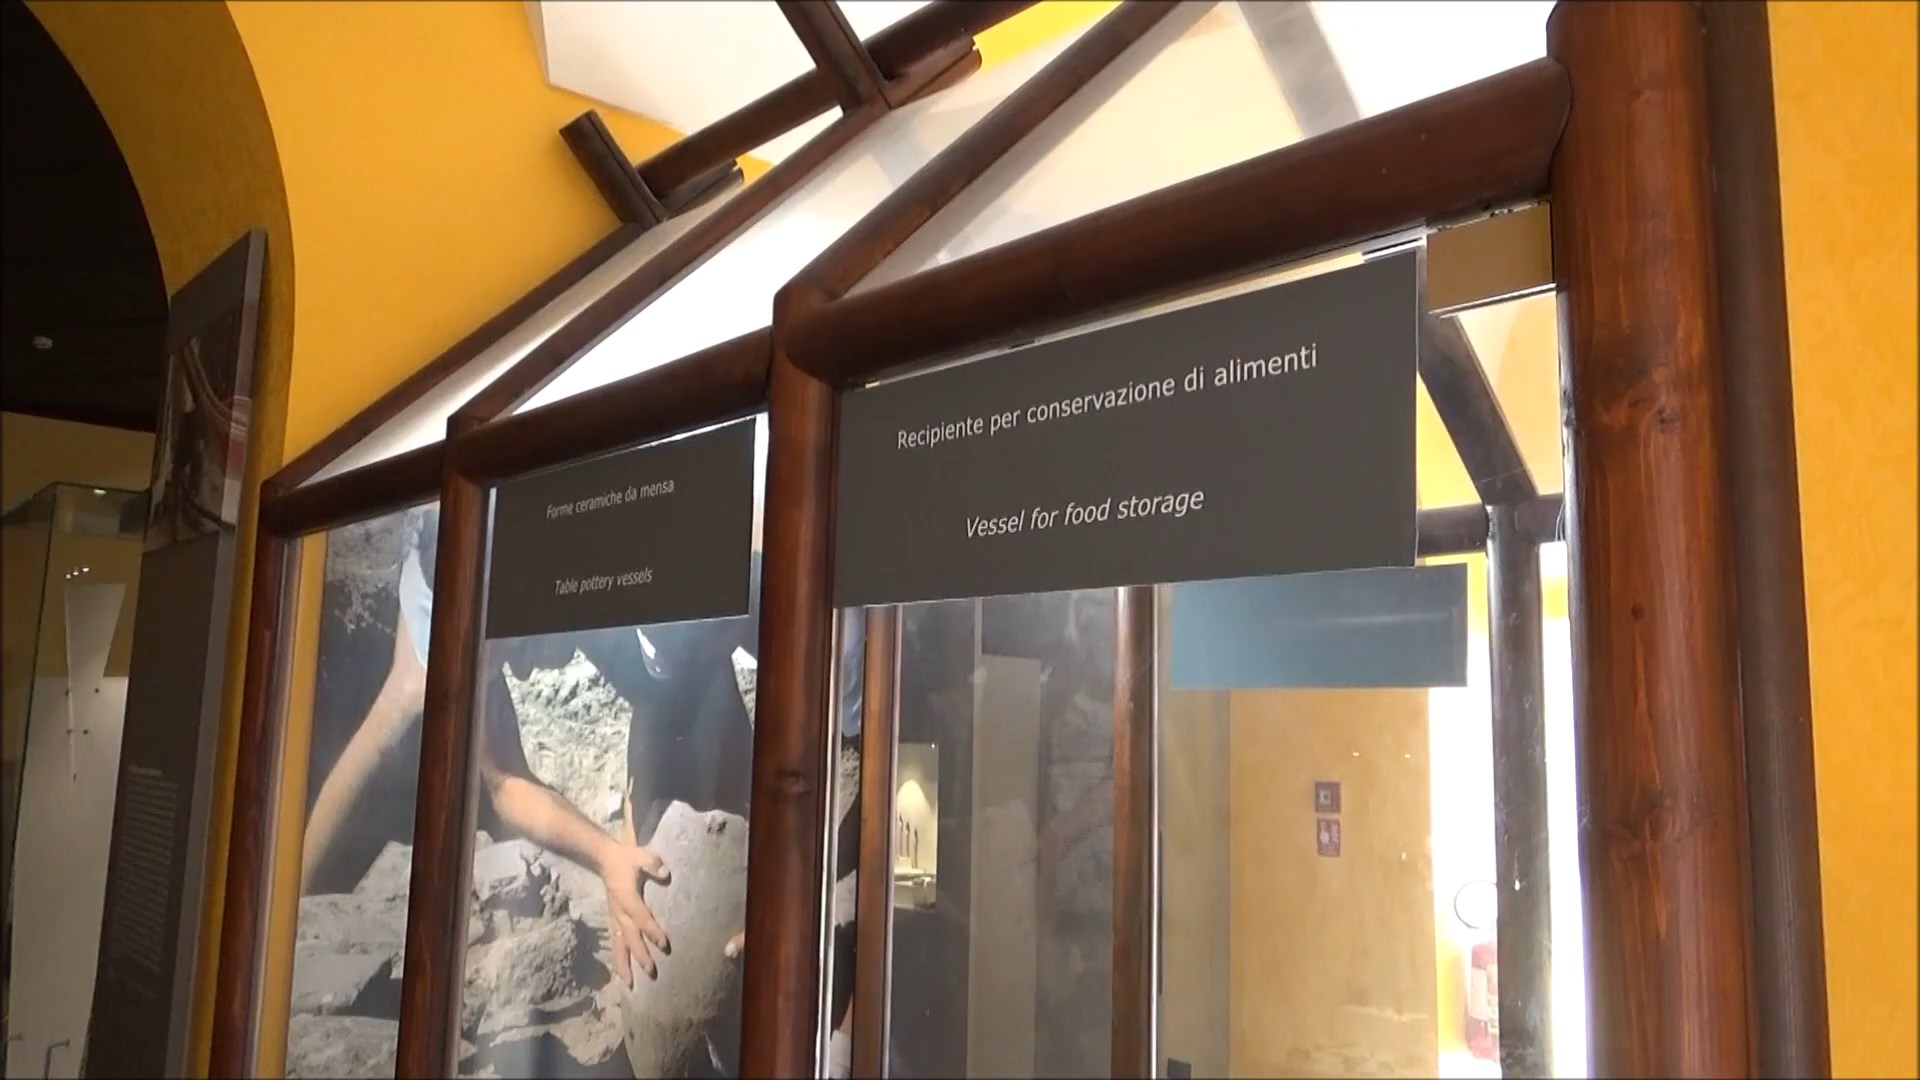 Forme ceramiche da mensa
Table pottery vessels
Recipiente per conservazione di alimenti
Vessel for food storage